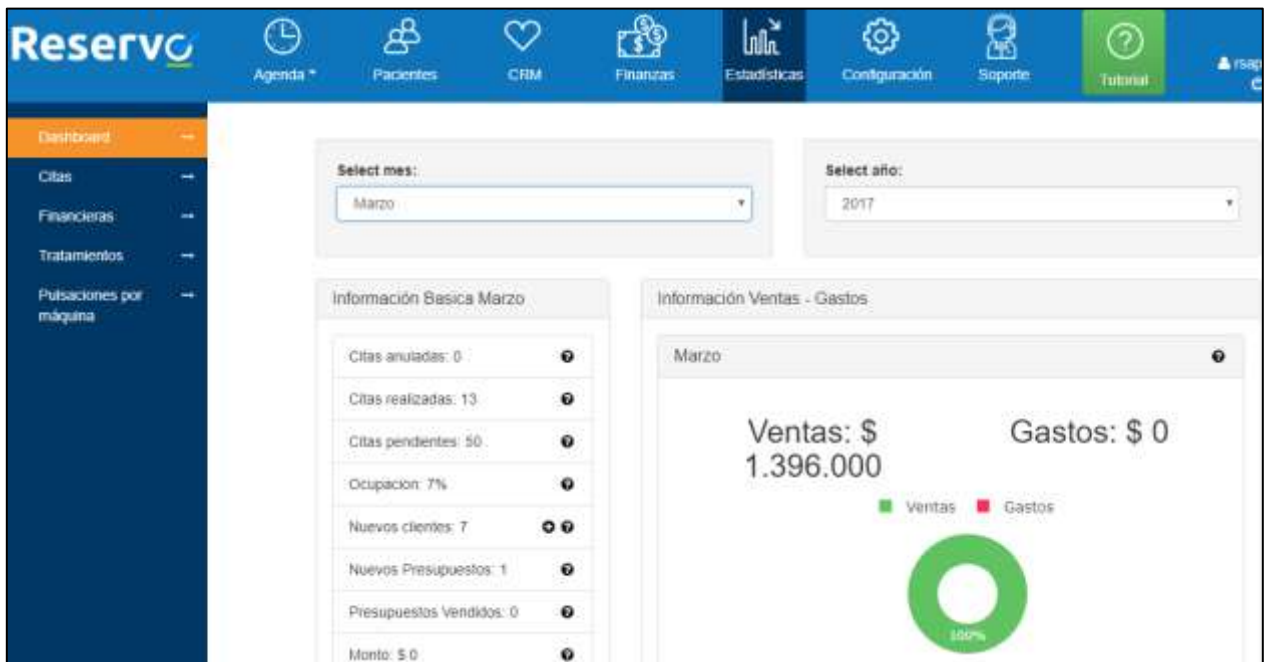 Reservo
Agenda
Pacientes
CRM
Finanzas
Estadísticas
Configuración
Soporte
Tutorial
rsap
Dashboard
Citas
Financieras
Tratamientos
Pulsaciones por
máquina
Select mes:
Marzo
Select año:
2017
Información Basica Marzo
Citas anuladas: 0
Citas realizadas: 13
Citas pendientes: 50
Ocupacion: 7%
Nuevos clientes: 7
Nuevos Presupuestos: 1
Presupuestos Vendidos: 0
Monto: $ 0
Información Ventas - Gastos
Marzo
Ventas: $
1.396.000
Gastos: $ 0
Ventas
Gastos
100%